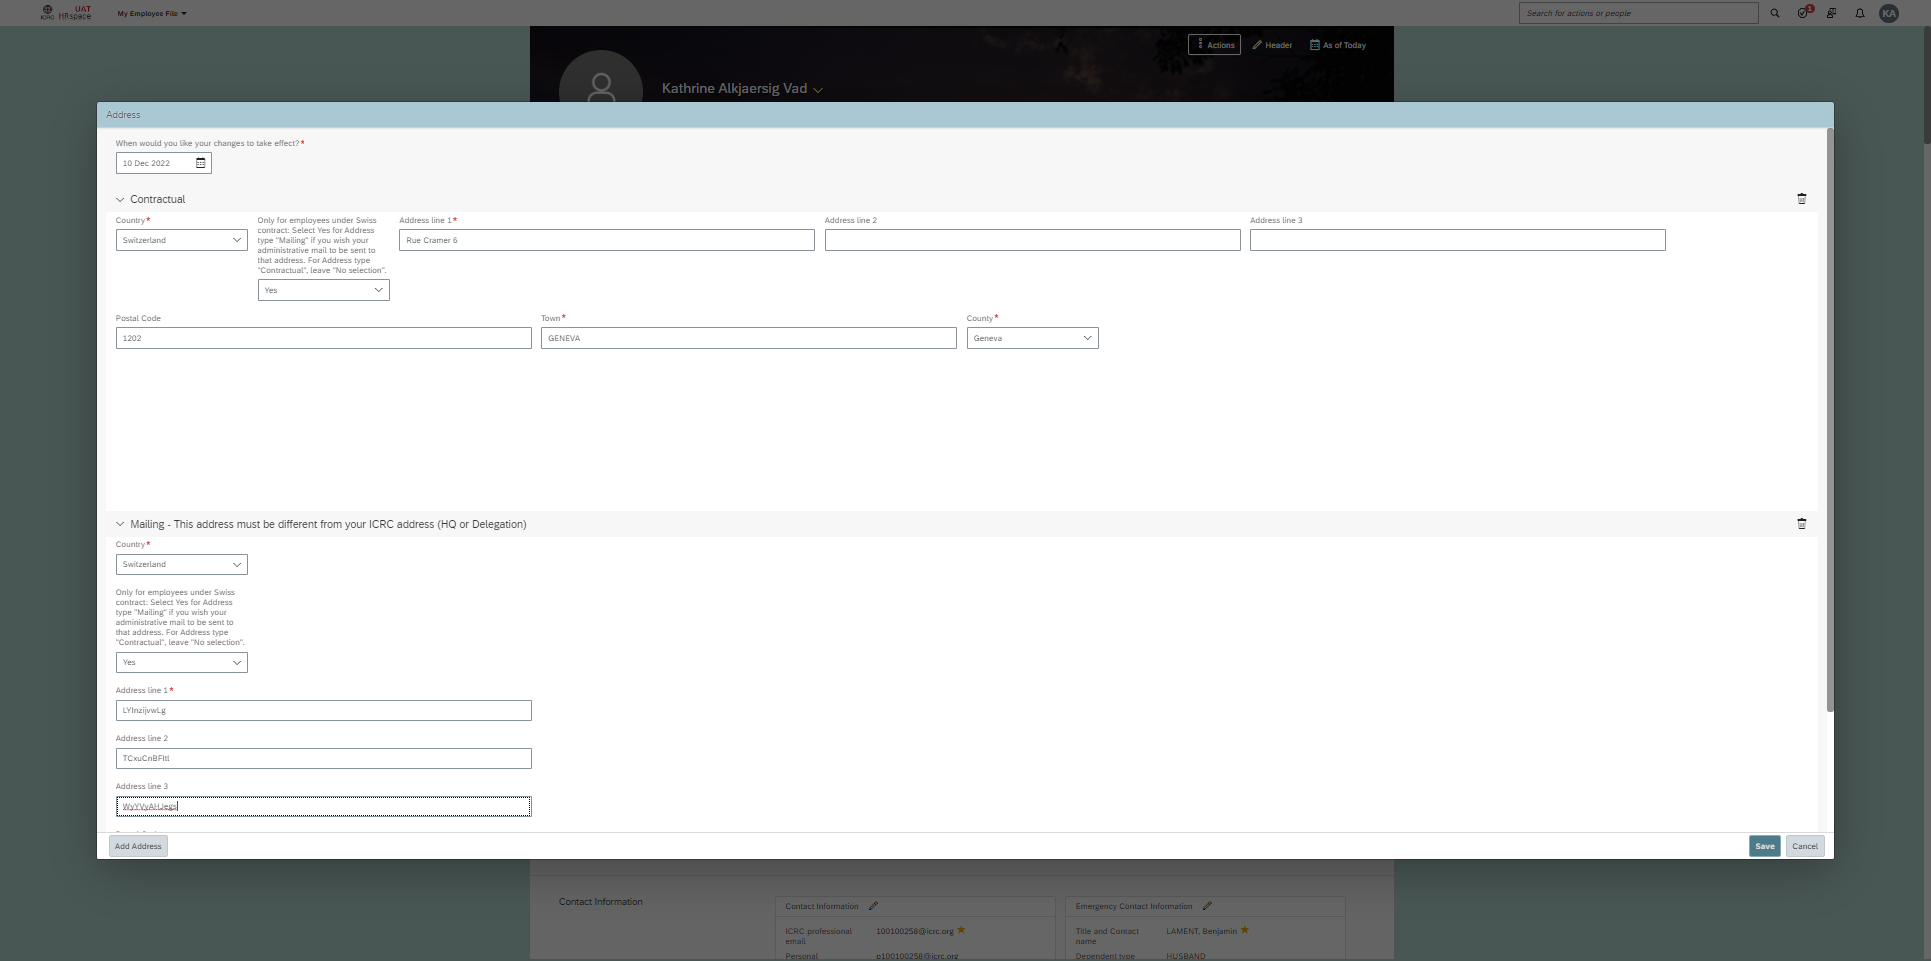 ICRC UAT HRspace
My Employee File
Search for actions or people
1
KA
Actions
Header
As of Today
Kathrine Alkjaersig Vad
Address
When would you like your changes to take effect?*
10 Dec 2022
Contractual
Country*
Switzerland
Only for employees under Swiss
contract: Select Yes for Address
type "Mailing" if you wish your
administrative mail to be sent to
that address. For Address type
"Contractual", leave "No selection".
Yes
Address line 1*
Rue Cramer 6
Address line 2
Address line 3
Postal Code
1202
Town*
GENEVA
County*
Geneva
Mailing - This address must be different from your ICRC address (HQ or Delegation)
Country*
Switzerland
Only for employees under Swiss
contract: Select Yes for Address
type "Mailing" if you wish your
administrative mail to be sent to
that address. For Address type
"Contractual", leave "No selection".
Yes
Address line 1*
Address line 2
Address line 3
Add Address
Save
Cancel
Contact Information
Contact Information
ICRC professional
email
100100258@icrc.org
Personal
p100100258@icrc.org
Emergency Contact Information
Title and Contact
name
LAMENT, Benjamin
Dependent type
HUSBAND